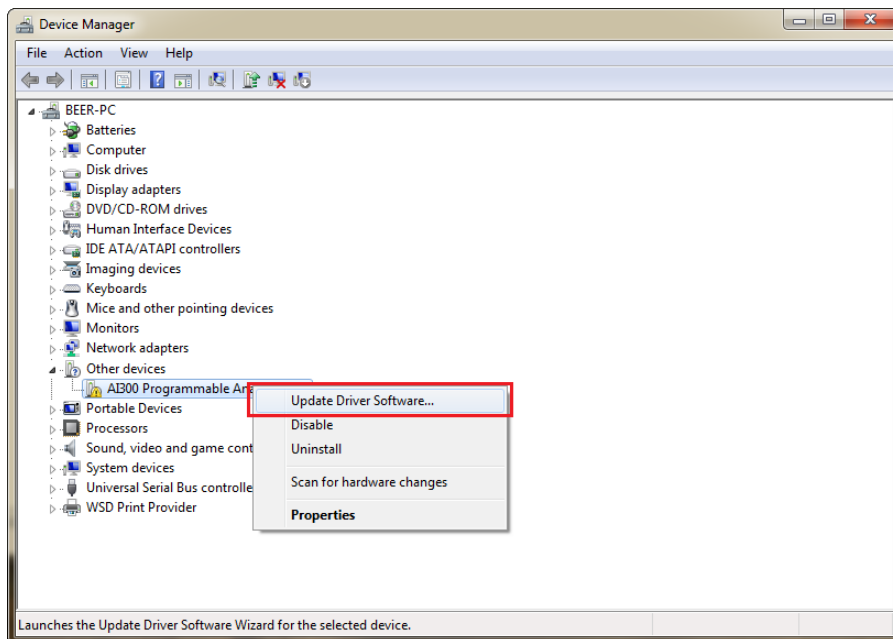 Device Manager
File Action View Help
BEER-PC
Batteries
Computer
Disk drives
Display adapters
DVD/CD-ROM drives
Human Interface Devices
IDE ATA/ATAPI controllers
Imaging devices
Keyboards
Mice and other pointing devices
Monitors
Network adapters
Other devices
AI300 Programmable Ana
Update Driver Software...
Portable Devices
Disable
Processors
Uninstall
Sound, video and game cont
System devices
Scan for hardware changes
Universal Serial Bus controlle
WSD Print Provider
Properties
Launches the Update Driver Software Wizard for the selected device.